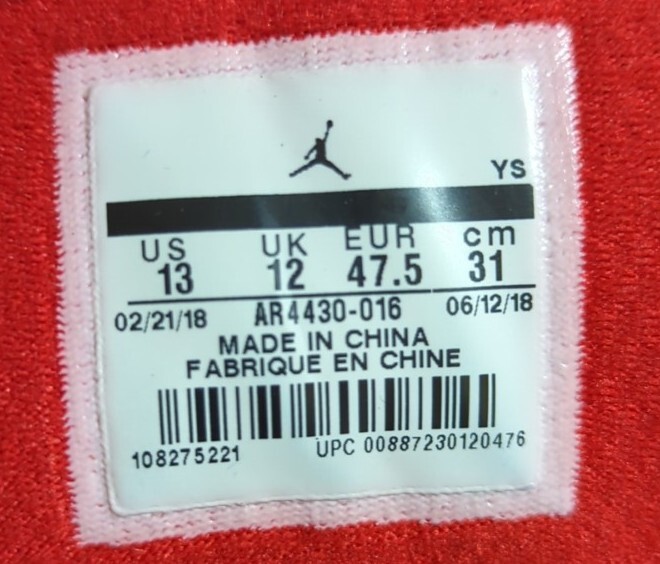 YS
US UK EUR cm
13 12 47.5 31
02/21/18 AR4430-016 06/12/18
MADE IN CHINA
FABRIQUE EN CHINE
108275221 UPC 00887230120476